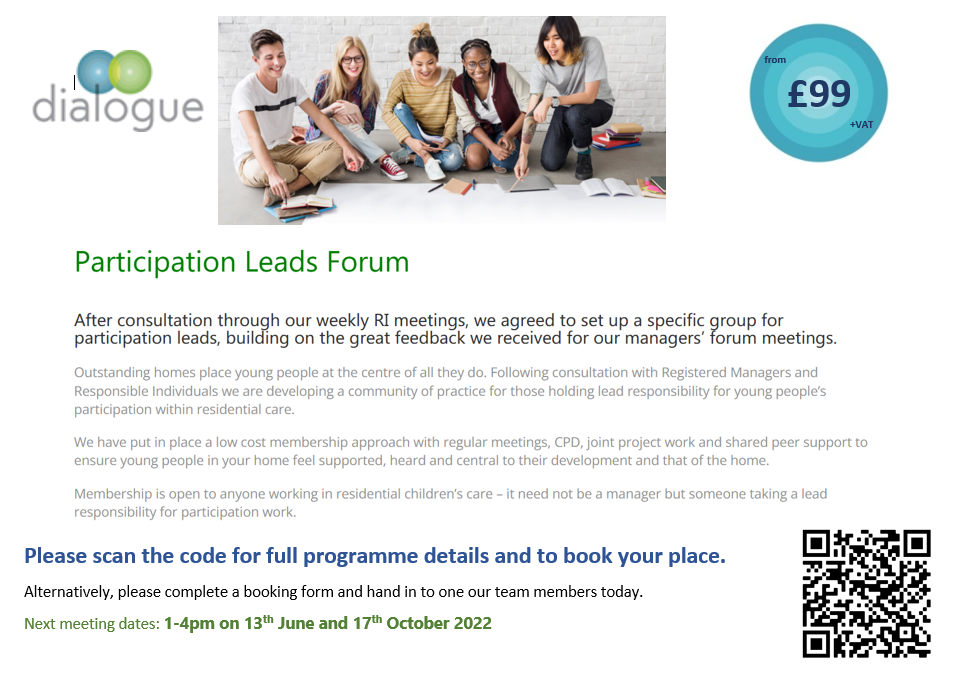 dialogue
from
£99
+VAT
Participation Leads Forum
After consultation through our weekly RI meetings, we agreed to set up a specific group for
participation leads, building on the great feedback we received for our managers’ forum meetings.
Outstanding homes place young people at the centre of all they do. Following consultation with Registered Managers and
Responsible Individuals we are developing a community of practice for those holding lead responsibility for young people’s
participation within residential care.
We have put in place a low cost membership approach with regular meetings, CPD, joint project work and shared peer support to
ensure young people in your home feel supported, heard and central to their development and that of the home.
Membership is open to anyone working in residential children’s care – it need not be a manager but someone taking a lead
responsibility for participation work.
Please scan the code for full programme details and to book your place.
Alternatively, please complete a booking form and hand in to one our team members today.
Next meeting dates: 1-4pm on 13th June and 17th October 2022